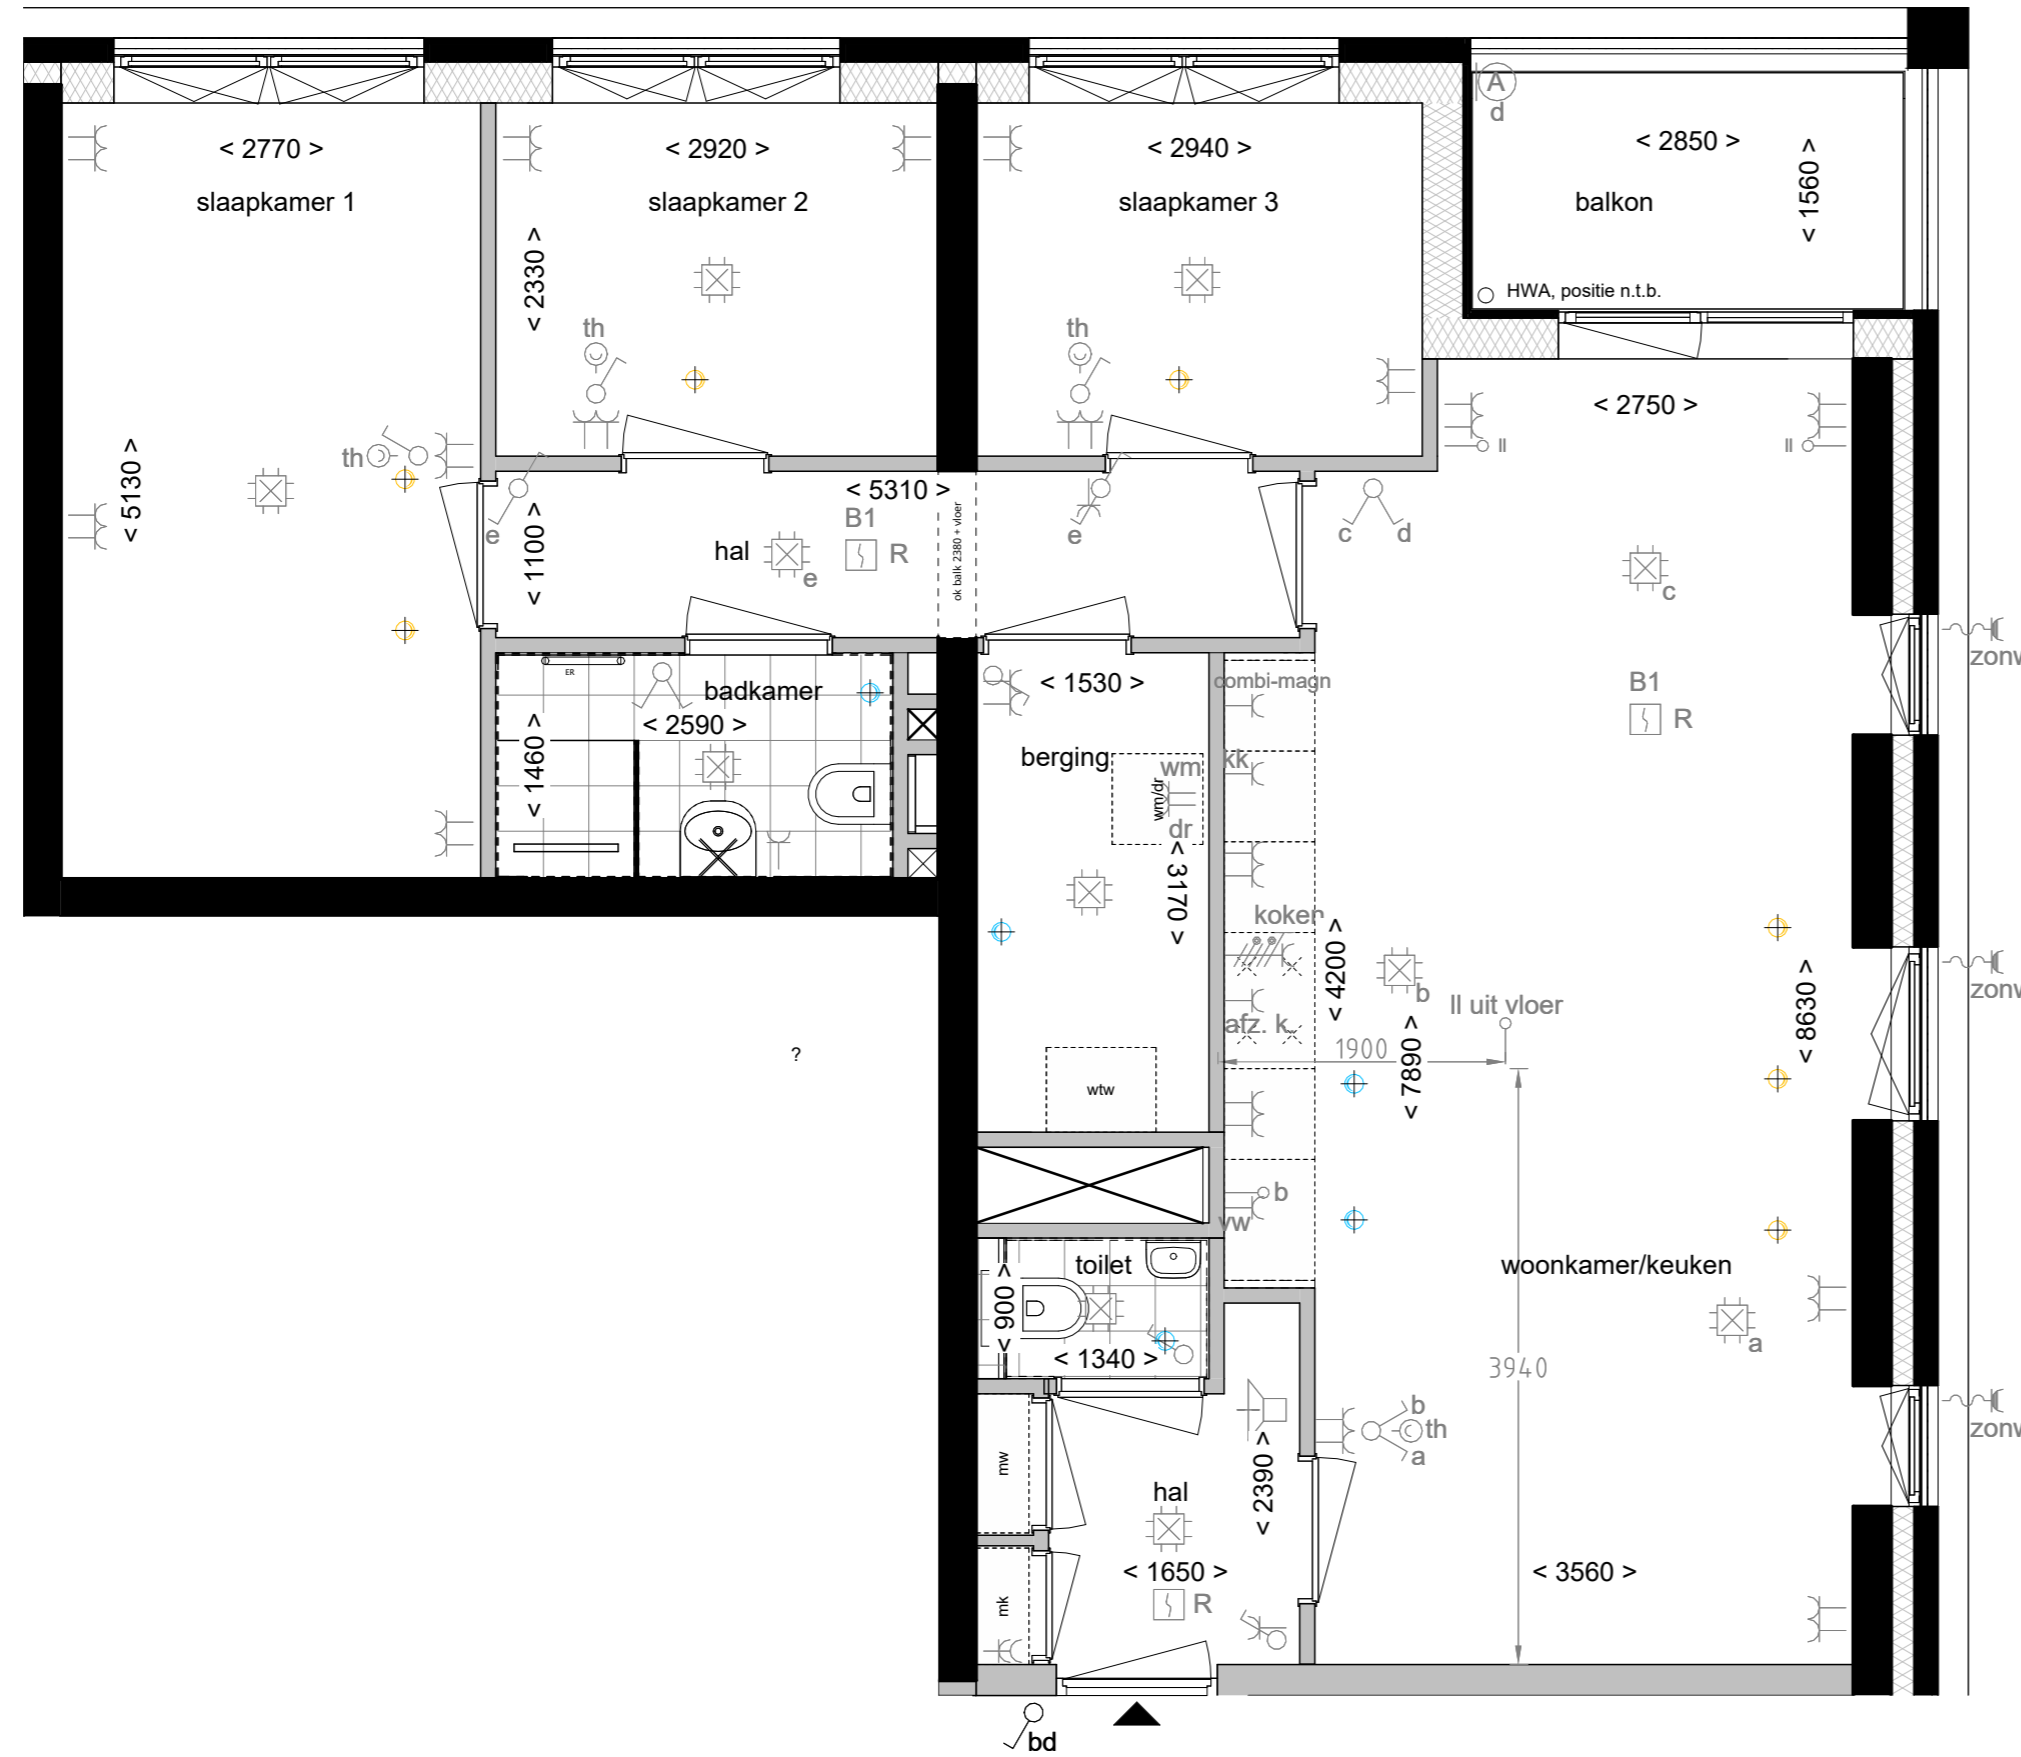 < 2770 >
slaapkamer 1
< 2920 >
slaapkamer 2
< 2940 >
slaapkamer 3
A
d
< 2850 >
balkon
< 1560 >
HWA, positie n.t.b.
< 2330 >
th
th
< 2750 >
ll
ll
th
< 5130 >
e
< 1100 >
hal
e
< 5310 >
B1
R
ok balk 2380 + vloer
e
c
d
c
B1
R
zonw
ER
badkamer
< 2590 >
< 1460 >
< 1530 >
berging
wm
wm/dr
dr
< 3170 >
combi-magn
kk
koken
< 4200 >
b
ll uit vloer
afz. k.
1900
< 7890 >
< 8630 >
zonw
?
wtw
b
vw
toilet
< 900 >
< 1340 >
woonkamer/keuken
a
3940
b
th
a
zonw
mw
< 2390 >
hal
< 1650 >
R
mk
< 3560 >
bd